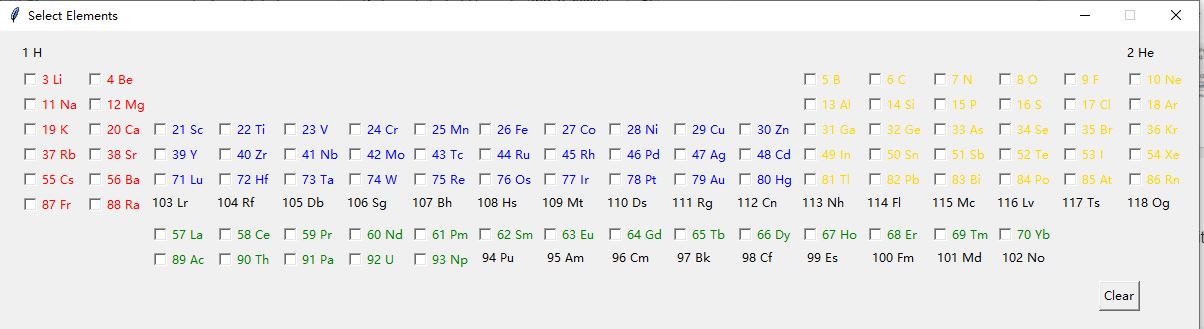 Select Elements
1 H 2 He
3 Li 4 Be 5 B 6 C 7 N 8 O 9 F 10 Ne
11 Na 12 Mg 13 Al 14 Si 15 P 16 S 17 Cl 18 Ar
19 K 20 Ca 21 Sc 22 Ti 23 V 24 Cr 25 Mn 26 Fe 27 Co 28 Ni 29 Cu 30 Zn 31 Ga 32 Ge 33 As 34 Se 35 Br 36 Kr
37 Rb 38 Sr 39 Y 40 Zr 41 Nb 42 Mo 43 Tc 44 Ru 45 Rh 46 Pd 47 Ag 48 Cd 49 In 50 Sn 51 Sb 52 Te 53 I 54 Xe
55 Cs 56 Ba 71 Lu 72 Hf 73 Ta 74 W 75 Re 76 Os 77 Ir 78 Pt 79 Au 80 Hg 81 Tl 82 Pb 83 Bi 84 Po 85 At 86 Rn
87 Fr 88 Ra 103 Lr 104 Rf 105 Db 106 Sg 107 Bh 108 Hs 109 Mt 110 Ds 111 Rg 112 Cn 113 Nh 114 Fl 115 Mc 116 Lv 117 Ts 118 Og
57 La 58 Ce 59 Pr 60 Nd 61 Pm 62 Sm 63 Eu 64 Gd 65 Tb 66 Dy 67 Ho 68 Er 69 Tm 70 Yb
89 Ac 90 Th 91 Pa 92 U 93 Np 94 Pu 95 Am 96 Cm 97 Bk 98 Cf 99 Es 100 Fm 101 Md 102 No
Clear